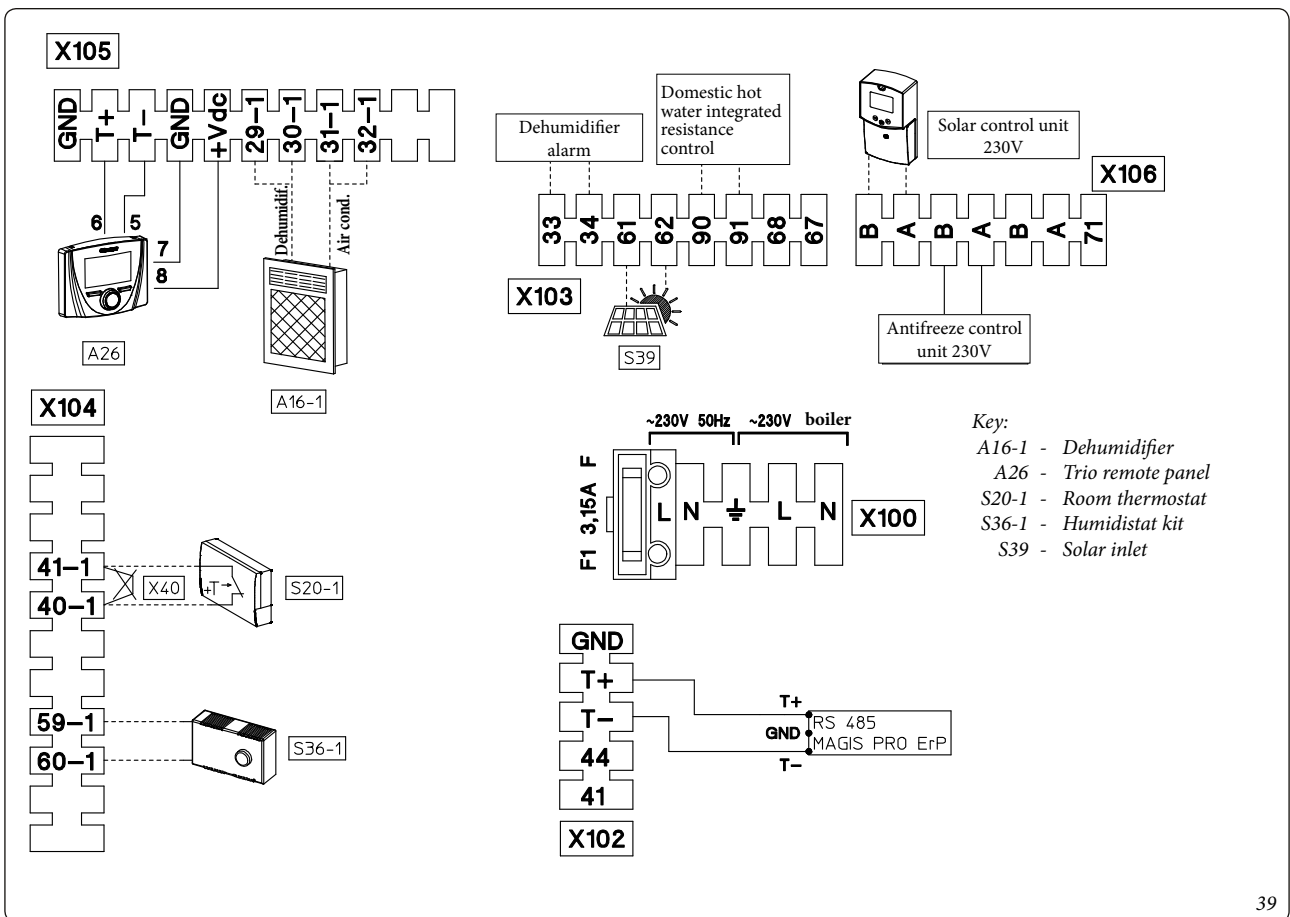 X105
GND T+ T- GND +Vdc 29-1 30-1 31-1 32-1
Dehumidif.
Air cond.
6 5
7
8
A26
A16-1
Dehumidifier
alarm
Domestic hot
water integrated
resistance
control
33 34 61 62 90 91 68 67
X103
S39
Solar control unit
230V
X106
B A B A B A 71
Antifreeze control
unit 230V
X104
41-1
40-1
X40
+T
S20-1
59-1
60-1
S36-1
~230V 50Hz ~230V boiler
F1 3,15A F
L N L N
X100
Key:
A16-1 - Dehumidifier
A26 - Trio remote panel
S20-1 - Room thermostat
S36-1 - Humidistat kit
S39 - Solar inlet
GND
T+
T-
44
41
X102
T+
GND
T-
RS 485
MAGIS PRO ErP
39